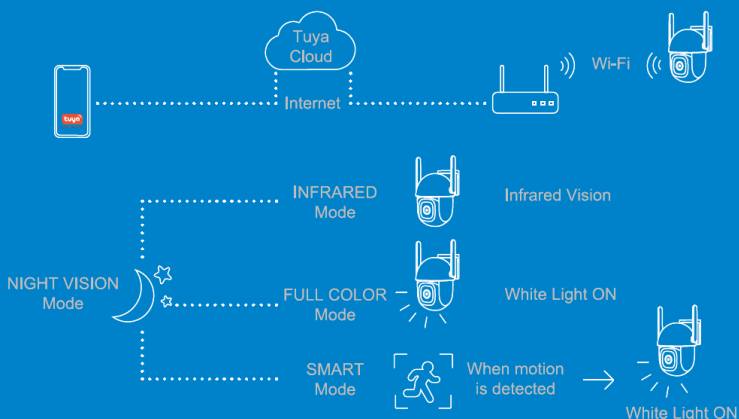 Tuya
Cloud
Wi-Fi
tuya
Internet
INFRARED
Mode
Infrared Vision
NIGHT VISION
Mode
FULL COLOR
Mode
White Light ON
SMART
Mode
When motion
is detected
White Light ON